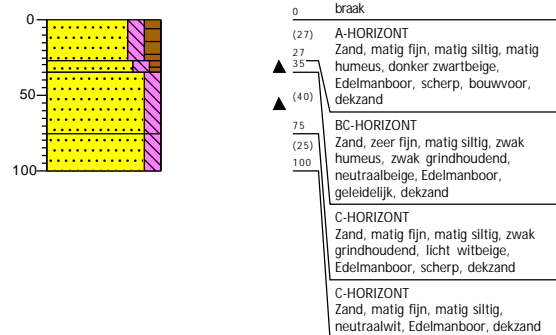 0
50
100
0
braak
(27)
27
35
(40)
75
(25)
100
A-HORIZONT
Zand, matig fijn, matig siltig, matig
humeus, donker zwartbeige,
Edelmanboor, scherp, bouwvoor,
dekzand
BC-HORIZONT
Zand, zeer fijn, matig siltig, zwak
humeus, zwak grindhoudend,
neutraalbeige, Edelmanboor,
geleidelijk, dekzand
C-HORIZONT
Zand, matig fijn, matig siltig, zwak
grindhoudend, licht witbeige,
Edelmanboor, scherp, dekzand
C-HORIZONT
Zand, matig fijn, matig siltig,
neutraalwit, Edelmanboor, dekzand